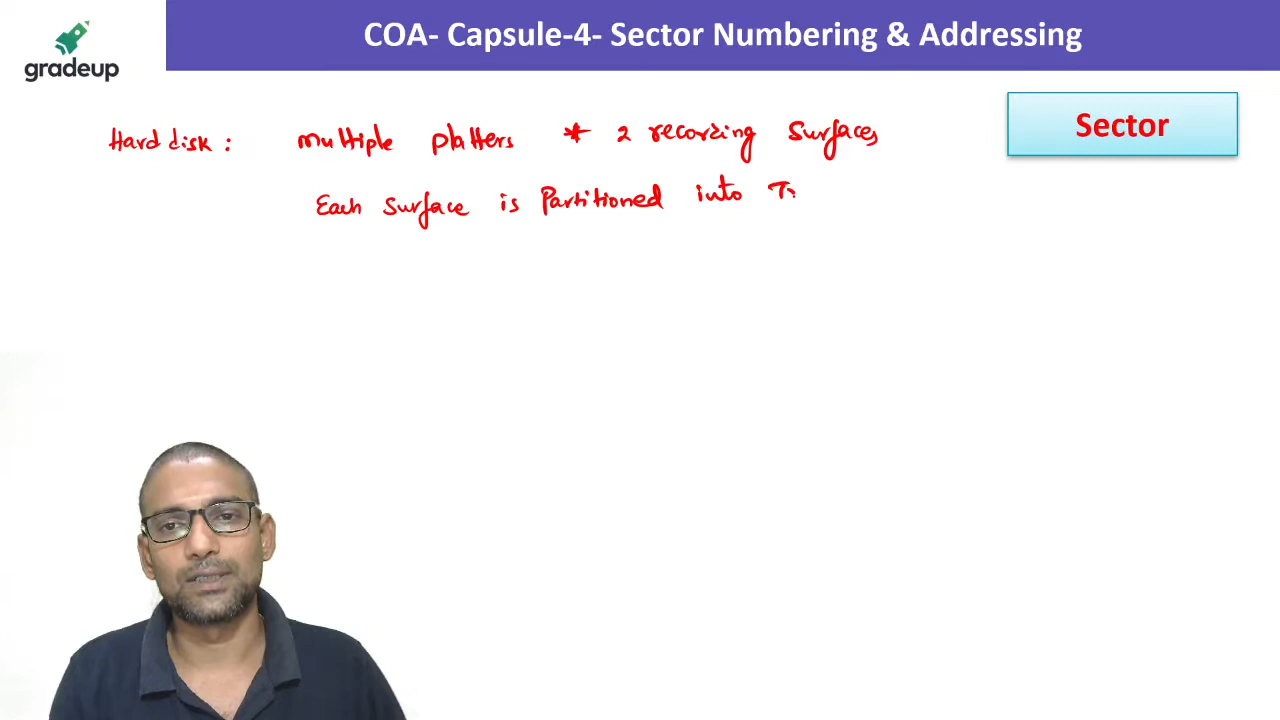 gradeup
COA- Capsule-4- Sector Numbering & Addressing
Sector
Hard disk : Multiple platters * 2 recording surfaces
Each surface is Partitioned into